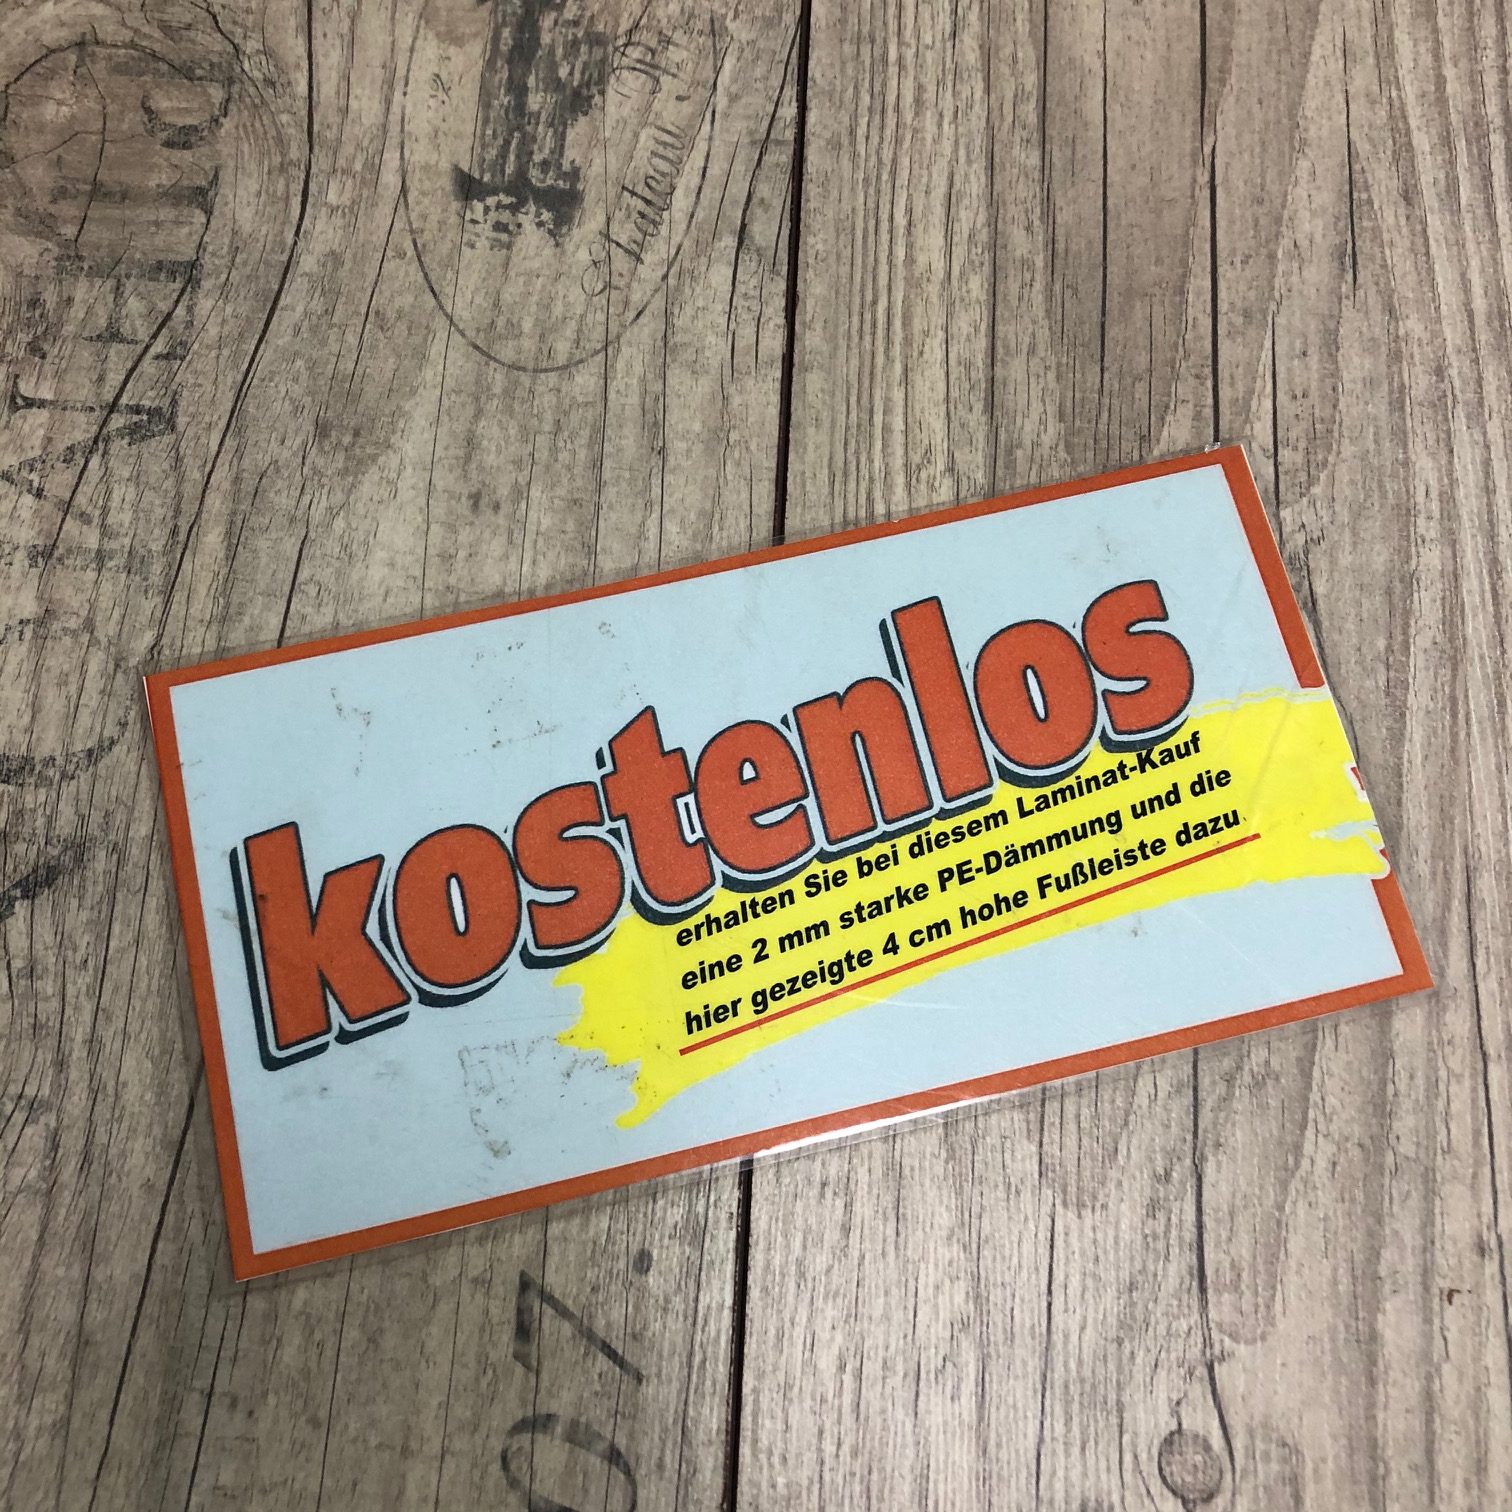 kostenlos
erhalten Sie bei diesem Laminat-Kauf
eine 2 mm starke PE-Dämmung und die
hier gezeigte 4 cm hohe Fußleiste dazu.